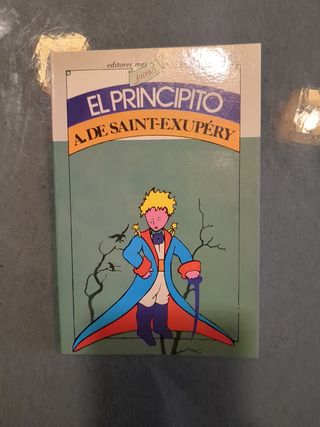 editores
EL PRINCIPITO
A. DE SAINT-EXUPÉRY